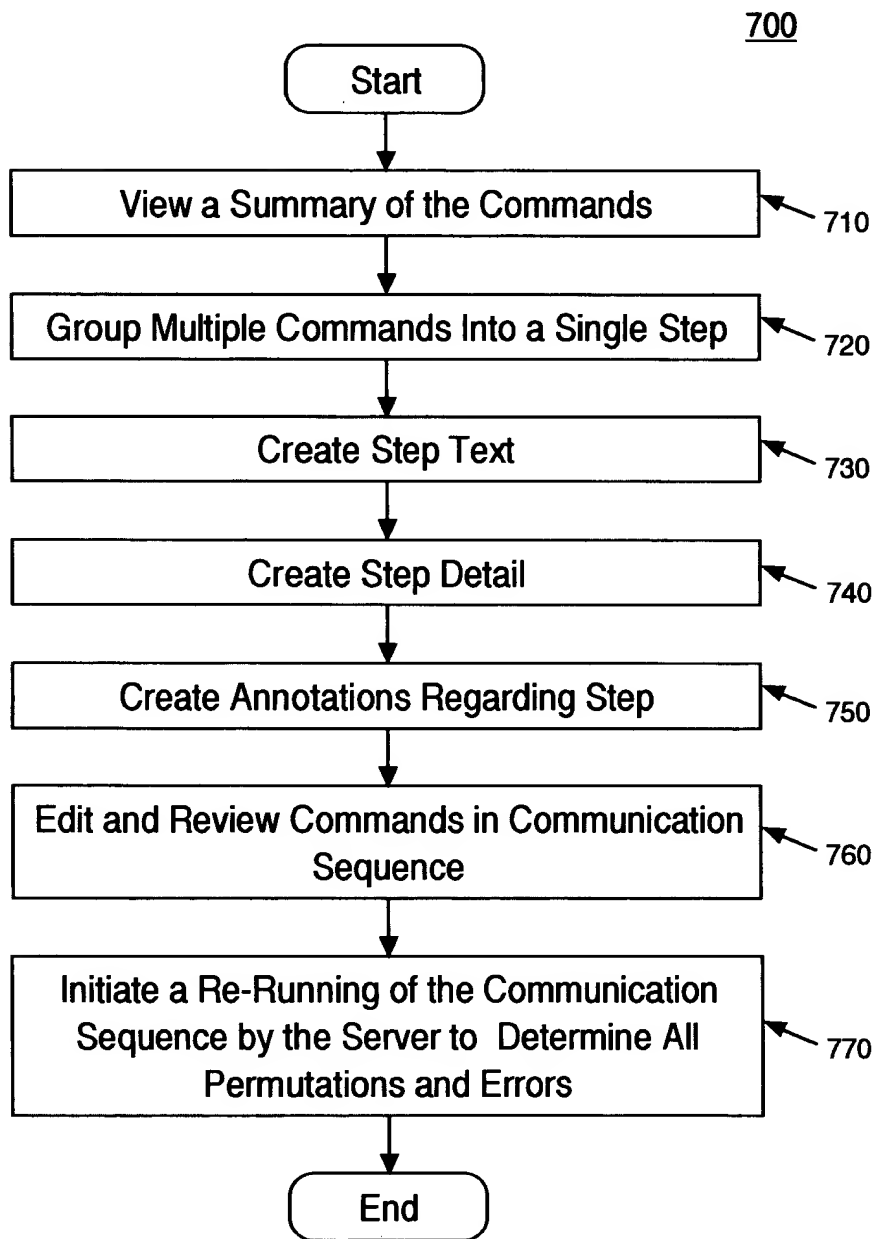 700
Start
View a Summary of the Commands
710
Group Multiple Commands Into a Single Step
720
Create Step Text
730
Create Step Detail
740
Create Annotations Regarding Step
750
Edit and Review Commands in Communication
Sequence
760
Initiate a Re-Running of the Communication
Sequence by the Server to Determine All
Permutations and Errors
770
End